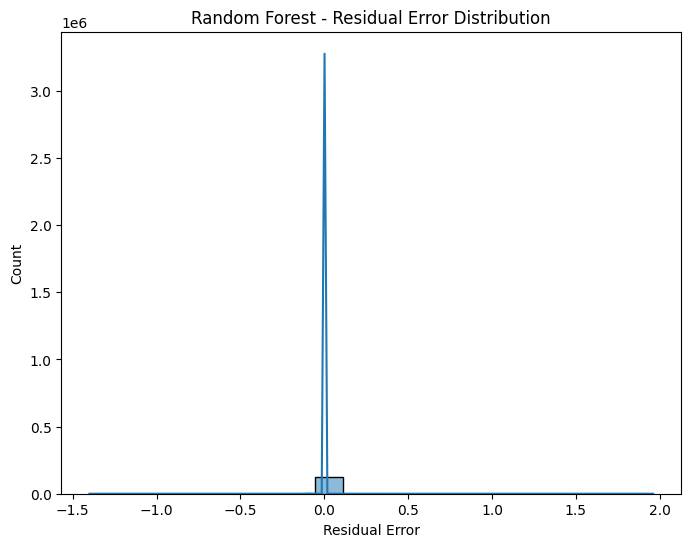 Random Forest - Residual Error Distribution
1e6
3.0
2.5
2.0
1.5
1.0
0.5
0.0
Count
-1.5 -1.0 -0.5 0.0 0.5 1.0 1.5 2.0
Residual Error